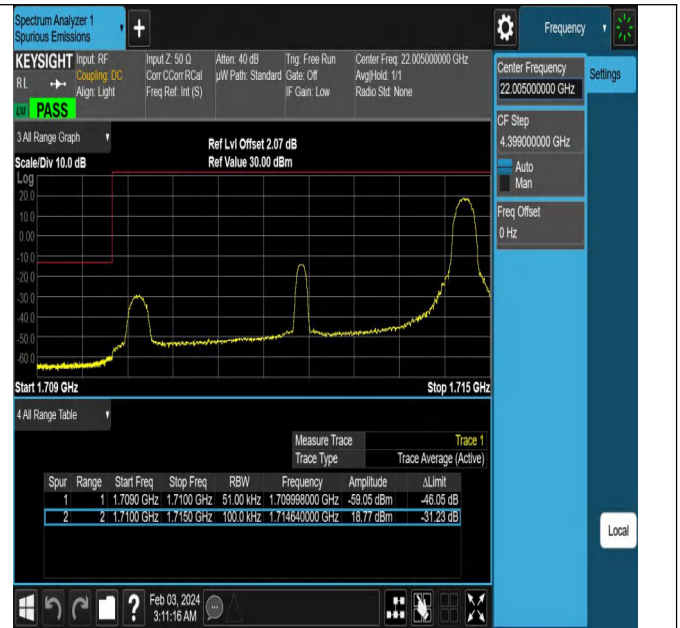 Spectrum Analyzer 1
Spurious Emissions
Frequency
KEYSIGHT
RL
Input: RF
Coupling: DC
Align: Light
Input Z: 50 Ω
Corr CCorr RCal
Freq Ref: Int (S)
Atten: 40 dB
µW Path: Standard
Trig: Free Run
Gate: Off
IF Gain: Low
Center Freq: 22.005000000 GHz
Avg|Hold: 1/1
Radio Std: None
PASS
Center Frequency
22.005000000 GHz
Settings
CF Step
4.399000000 GHz
Auto
Man
Freq Offset
0 Hz
3 All Range Graph
Ref Lvl Offset 2.07 dB
Scale/Div 10.0 dB
Ref Value 30.00 dBm
Log
20.0
10.0
0.00
-10.0
-20.0
-30.0
-40.0
-50.0
-60.0
Start 1.709 GHz
Stop 1.715 GHz
4 All Range Table
Measure Trace Trace 1
Trace Type Trace Average (Active)
Spur Range Start Freq Stop Freq RBW Frequency Amplitude ΔLimit
1 1 1.7090 GHz 1.7100 GHz 51.00 kHz 1.709998000 GHz -59.05 dBm -46.05 dB
2 2 1.7100 GHz 1.7150 GHz 100.0 kHz 1.714640000 GHz 18.77 dBm -31.23 dB
Local
?
Feb 03, 2024
3:11:16 AM